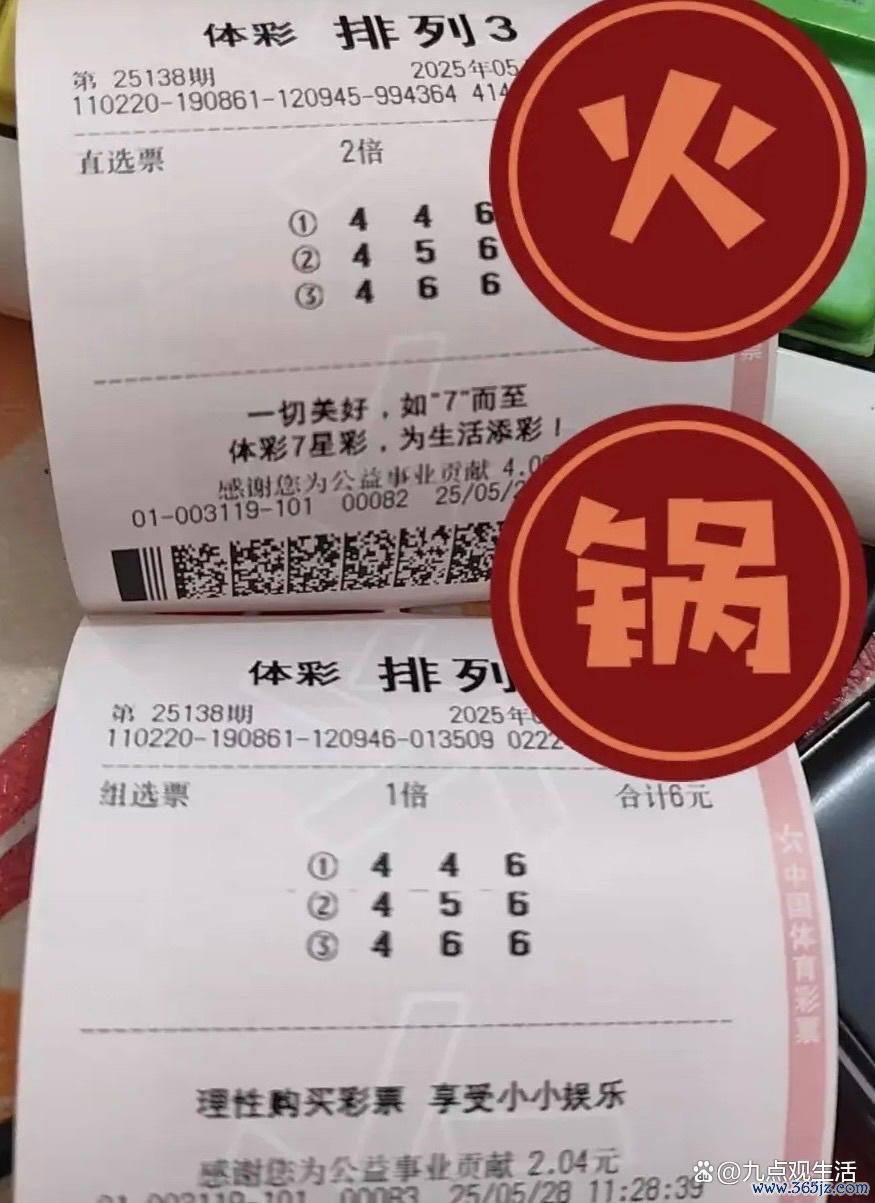 体彩 排列3
第 25138期 2025年05
110220-190861-120945-994364 414
直选票 2倍
① 4 4 6
② 4 5 6
③ 4 6 6
一切美好，如"7"而至
体彩7星彩，为生活添彩！
感谢您为公益事业贡献 4.0
01-003119-101 00082 25/05/2
火
票
锅
体彩 排列
第 25138期 2025年
110220-190861-120946-013509 0222
组选票 1倍 合计6元
① 4 4 6
② 4 5 6
③ 4 6 6
中国体育彩票
理性购买彩票 享受小小娱乐
感谢您为公益事业贡献 2.04元
003119-101 00082 25/05/28 11:28:39
@九点观生活
www.365jz.com